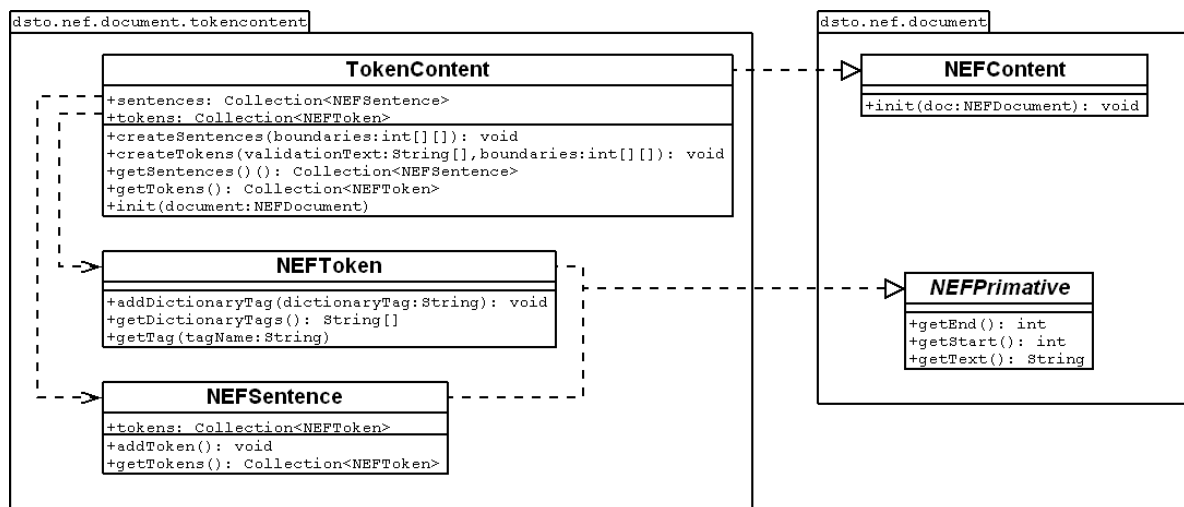 dsto.nef.document.tokencontent
TokenContent
+sentences: Collection<NEFSentence>
+tokens: Collection<NEFToken>
+createSentences(boundaries:int[][]): void
+createTokens(validationText:String[],boundaries:int[][]): void
+getSentences()(): Collection<NEFSentence>
+getTokens(): Collection<NEFToken>
+init(document:NEFDocument)
NEFToken
+addDictionaryTag(dictionaryTag:String): void
+getDictionaryTags(): String[]
+getTag(tagName:String)
NEFSentence
+tokens: Collection<NEFToken>
+addToken(): void
+getTokens(): Collection<NEFToken>
dsto.nef.document
NEFContent
+init(doc:NEFDocument): void
NEFPrimative
+getEnd(): int
+getStart(): int
+getText(): String